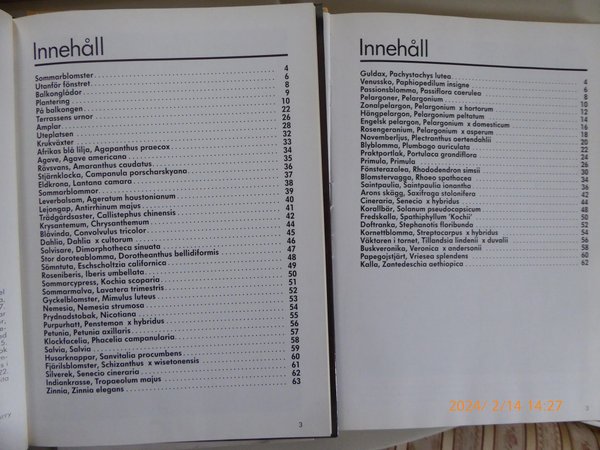 Innehåll
Sommarblomster 4
Utanför fönstret 6
Balkonglådor 8
Plantering 9
På balkongen 10
Terrassens urnor 22
Amplar 26
Uteplatsen 28
Krukväxter 32
Afrikas blå lilja, Agapanthus praecox 33
Agave, Agave americana 34
Rävsvans, Amaranthus caudatus 35
Stjärnklocka, Campanula porscharskyana 36
Eldkrona, Lantana camara 37
Sommarblommor 38
Leverbalsam, Ageratum houstonianum 39
Lejongap, Antirrhinum majus 40
Trädgårdsaster, Callistephus chinensis 41
Krysantemum, Chrysanthemum 42
Blåvinda, Convolvulus tricolor 44
Dahlia, Dahlia x cultorum 45
Solvisare, Dimorphotheca sinuata 46
Stor doroteablomma, Dorotheanthus bellidiformis 47
Sömntuta, Eschscholtzia californica 48
Roseniberis, Iberis umbellata 49
Sommarcypress, Kochia scoparia 50
Sommarmalva, Lavatera trimestris 51
Gyckelblomster, Mimulus luteus 52
Nemesia, Nemesia strumosa 53
Prydnadstobak, Nicotiana 54
Purpurhatt, Penstemon x hybridus 55
Petunia, Petunia axillaris 56
Klockfacelia, Phacelia campanularia 57
Salvia, Salvia 58
Husarknappar, Sanvitalia procumbens 59
Fjärilsblomster, Schizanthus x wisetonensis 60
Silverek, Senecio cineraria 61
Indiankrasse, Tropaeolum majus 62
Zinnia, Zinnia elegans 63
3
Innehåll
Guldax, Pachystachys lutea 4
Venussko, Paphiopedilum insigne 6
Passionsblomma, Passiflora caerulea 8
Pelargoner, Pelargonium 10
Zonalpelargon, Pelargonium x hortorum 12
Hängpelargon, Pelargonium peltatum 14
Engelsk pelargon, Pelargonium x domesticum 16
Rosengeranium, Pelargonium x asperum 18
Novemberljus, Plectranthus oertendahlii 20
Blyblomma, Plumbago auriculata 22
Praktportlak, Portulaca grandiflora 24
Primula, Primula 26
Fönsterazalea, Rhododendron simsii 30
Blomstervagga, Rhoeo spathacea 34
Saintpaulia, Saintpaulia ionantha 36
Arons skägg, Saxifraga stolonifera 38
Cineraria, Senecio x hybridus 42
Korallbär, Solanum pseudocapsicum 44
Fredskalla, Spathiphyllum 'Kochii' 50
Doftranka, Stephanotis floribunda 52
Kornettblomma, Streptocarpus x hybridus 54
Väktaren i tornet, Tillandsia lindenii x duvalii 56
Buskveronika, Veronica x andersonii 58
Papegojstjärt, Vriesea splendens 60
Kalla, Zantedeschia aethiopica 62
2024/ 2/14 14:27
3